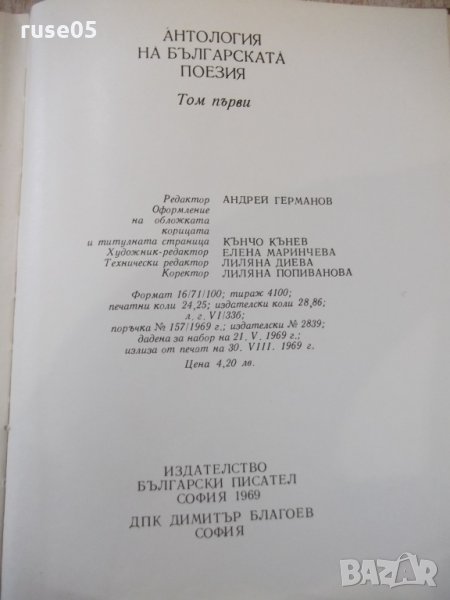 ruse05
АНТОЛОГИЯ
НА БЪЛГАРСКАТА
ПОЕЗИЯ
Том първи
Редактор АНДРЕЙ ГЕРМАНОВ
Оформление
на обложката
корицата
и титулната страница КЪНЧО КЪНЕВ
Художник-редактор ЕЛЕНА МАРИНЧЕВА
Технически редактор ЛИЛЯНА ДИЕВА
Коректор ЛИЛЯНА ПОПИВАНОВА
Формат 16/71/100; тираж 4100;
печатни коли 24,25; издателски коли 28,86;
л. г. VI/33б;
поръчка № 157/1969 г.; издателски № 2839;
дадена за набор на 21. V. 1969 г.;
излиза от печат на 30. VIII. 1969 г.
Цена 4,20 лв.
ИЗДАТЕЛСТВО
БЪЛГАРСКИ ПИСАТЕЛ
СОФИЯ 1969
ДПК ДИМИТЪР БЛАГОЕВ
СОФИЯ
BAZAR
.bg